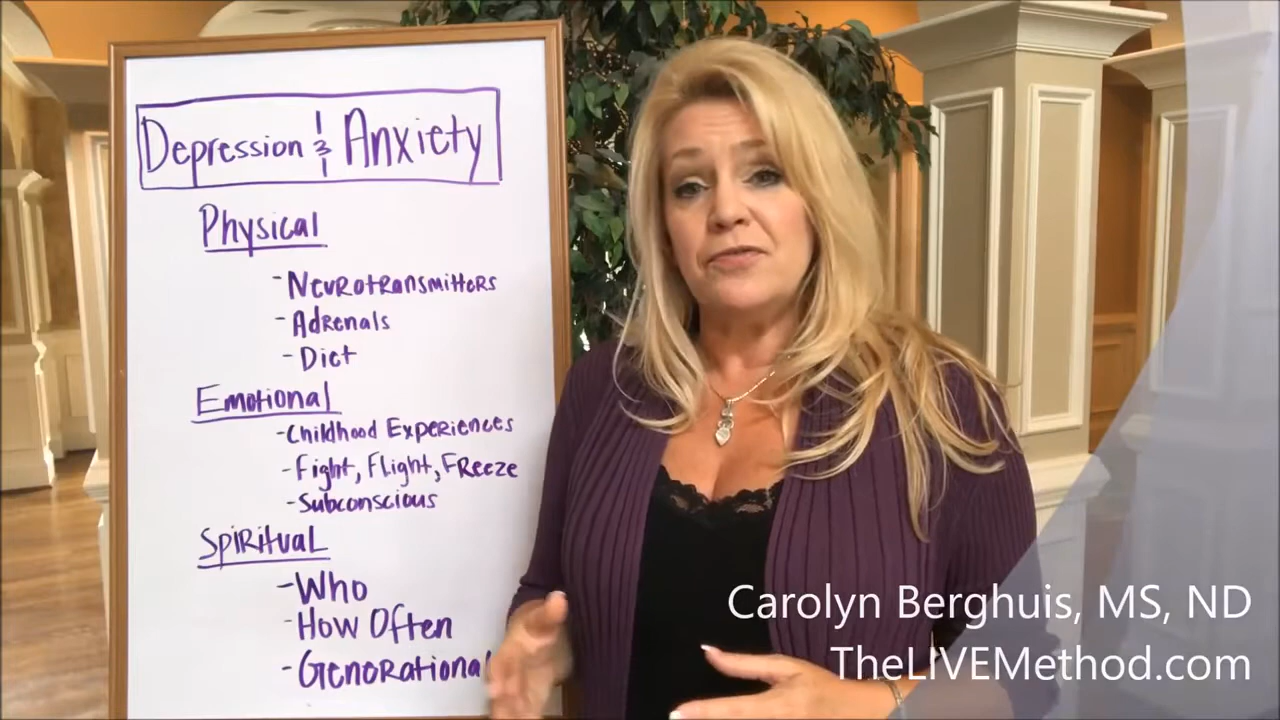 Depression & Anxiety
Physical
- Neurotransmitters
- Adrenals
- Diet
Emotional
- Childhood Experiences
- Fight, Flight, Freeze
- Subconscious
Spiritual
- Who
- How Often
- Generational
Carolyn Berghuis, MS, ND
TheLIVEMethod.com